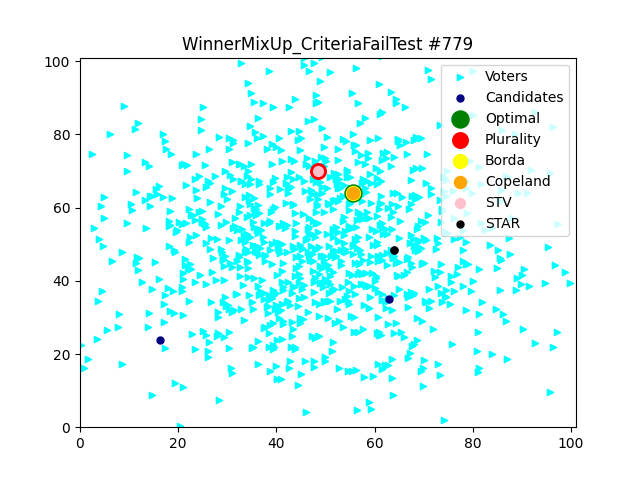 WinnerMixUp_CriteriaFailTest #779
100
80
60
40
20
0
0
20
40
60
80
100
Voters
Candidates
Optimal
Plurality
Borda
Copeland
STV
STAR